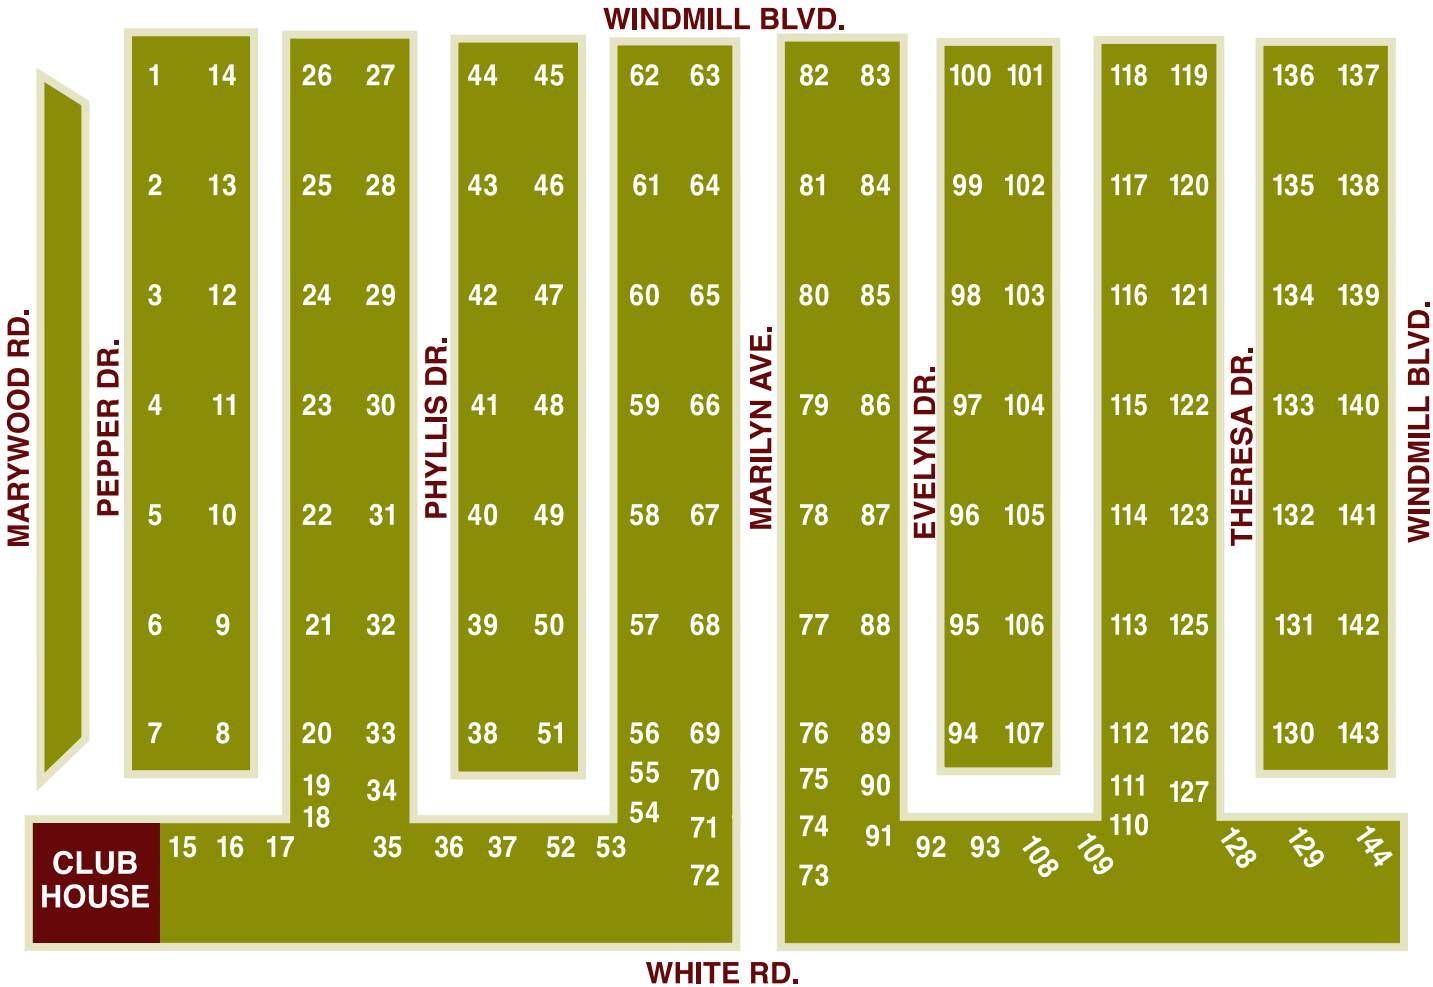 WINDMILL BLVD.
1 14 26 27 44 45 62 63 82 83 100 101 118 119 136 137
2 13 25 28 43 46 61 64 81 84 99 102 117 120 135 138
3 12 24 29 42 47 60 65 80 85 98 103 116 121 134 139
4 11 23 30 41 48 59 66 79 86 97 104 115 122 133 140
5 10 22 31 40 49 58 67 78 87 96 105 114 123 132 141
6 9 21 32 39 50 57 68 77 88 95 106 113 125 131 142
7 8 20 33 38 51 56 69 76 89 94 107 112 126 130 143
19 34 55 70 75 90 111 127
18 54 71 74 91 110
15 16 17 35 36 37 52 53 92 93 108 109 128 129 144
72 73
MARYWOOD RD.
PEPPER DR.
PHYLLIS DR.
MARILYN AVE.
EVELYN DR.
THERESA DR.
WINDMILL BLVD.
CLUB
HOUSE
WHITE RD.